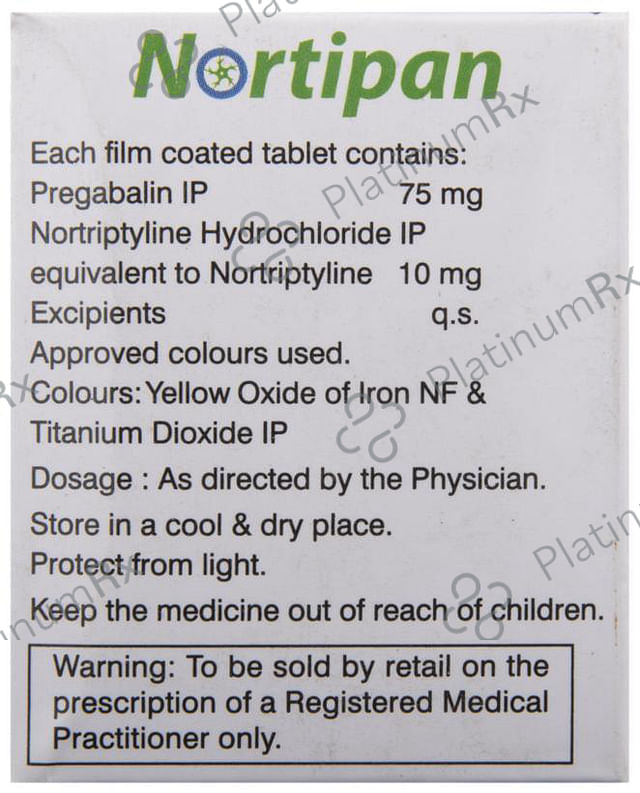 Nortipan
Each film coated tablet contains:
Pregabalin IP 75 mg
Nortriptyline Hydrochloride IP
equivalent to Nortriptyline 10 mg
Excipients q.s.
Approved colours used.
Colours: Yellow Oxide of Iron NF &
Titanium Dioxide IP
Dosage : As directed by the Physician.
Store in a cool & dry place.
Protect from light.
Keep the medicine out of reach of children.
Warning: To be sold by retail on the
prescription of a Registered Medical
Practitioner only.
PlatinumRx
PlatinumRx